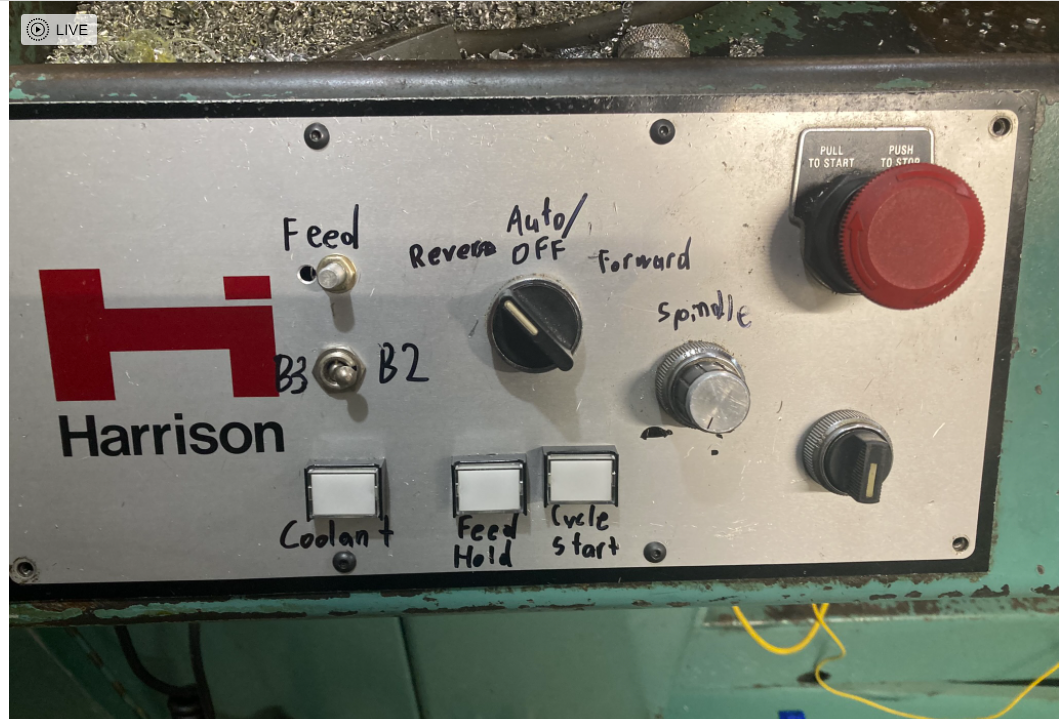 LIVE
PULL
TO START
PUSH
TO STOP
Feed
Auto/
OFF
Reverse
Forward
Spindle
B3
B2
Harrison
Coolant
Feed
Hold
Cycle
Start